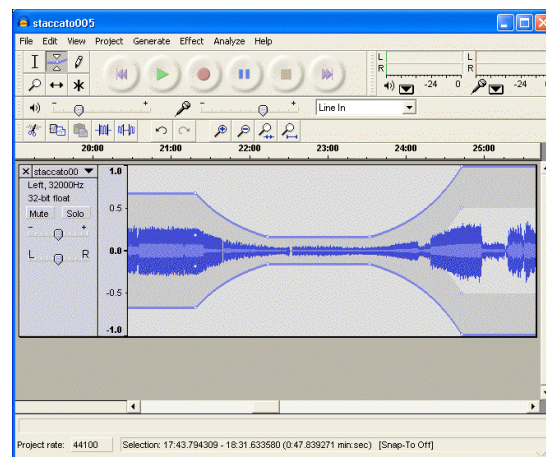 staccato005
File Edit View Project Generate Effect Analyze Help
L
R
-24 0
L
R
-24
Line In
20:00 21:00 22:00 23:00 24:00 25:00
staccato00
Left, 32000Hz
32-bit float
Mute Solo
- +
L R
1.0
0.5
0.0
-0.5
-1.0
Project rate: 44100 Selection: 17:43.794309 - 18:31.633580 (0:47.839271 min:sec) [Snap-To Off]